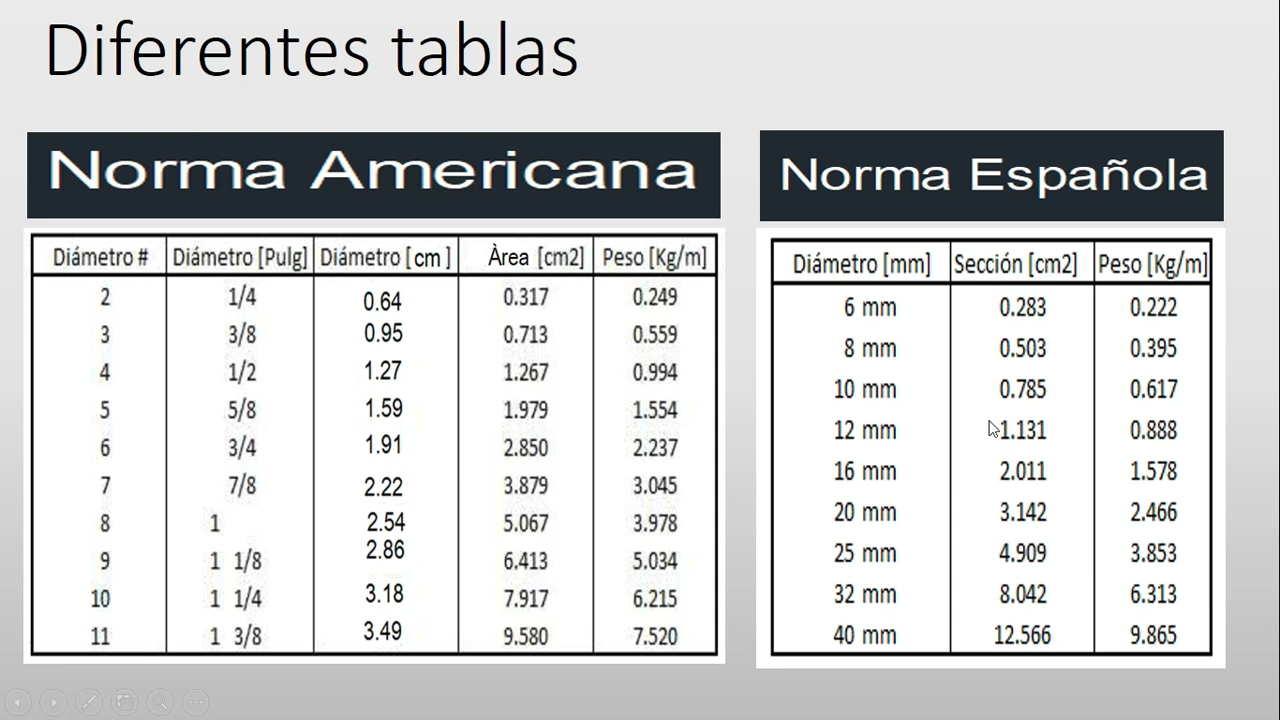 Diferentes tablas
Norma Americana
Diámetro # Diámetro [Pulg] Diámetro [cm] Àrea [cm2] Peso [Kg/m]
2 1/4 0.64 0.317 0.249
3 3/8 0.95 0.713 0.559
4 1/2 1.27 1.267 0.994
5 5/8 1.59 1.979 1.554
6 3/4 1.91 2.850 2.237
7 7/8 2.22 3.879 3.045
8 1 2.54 5.067 3.978
9 1 1/8 2.86 6.413 5.034
10 1 1/4 3.18 7.917 6.215
11 1 3/8 3.49 9.580 7.520
Norma Española
Diámetro [mm] Sección [cm2] Peso [Kg/m]
6 mm 0.283 0.222
8 mm 0.503 0.395
10 mm 0.785 0.617
12 mm 1.131 0.888
16 mm 2.011 1.578
20 mm 3.142 2.466
25 mm 4.909 3.853
32 mm 8.042 6.313
40 mm 12.566 9.865